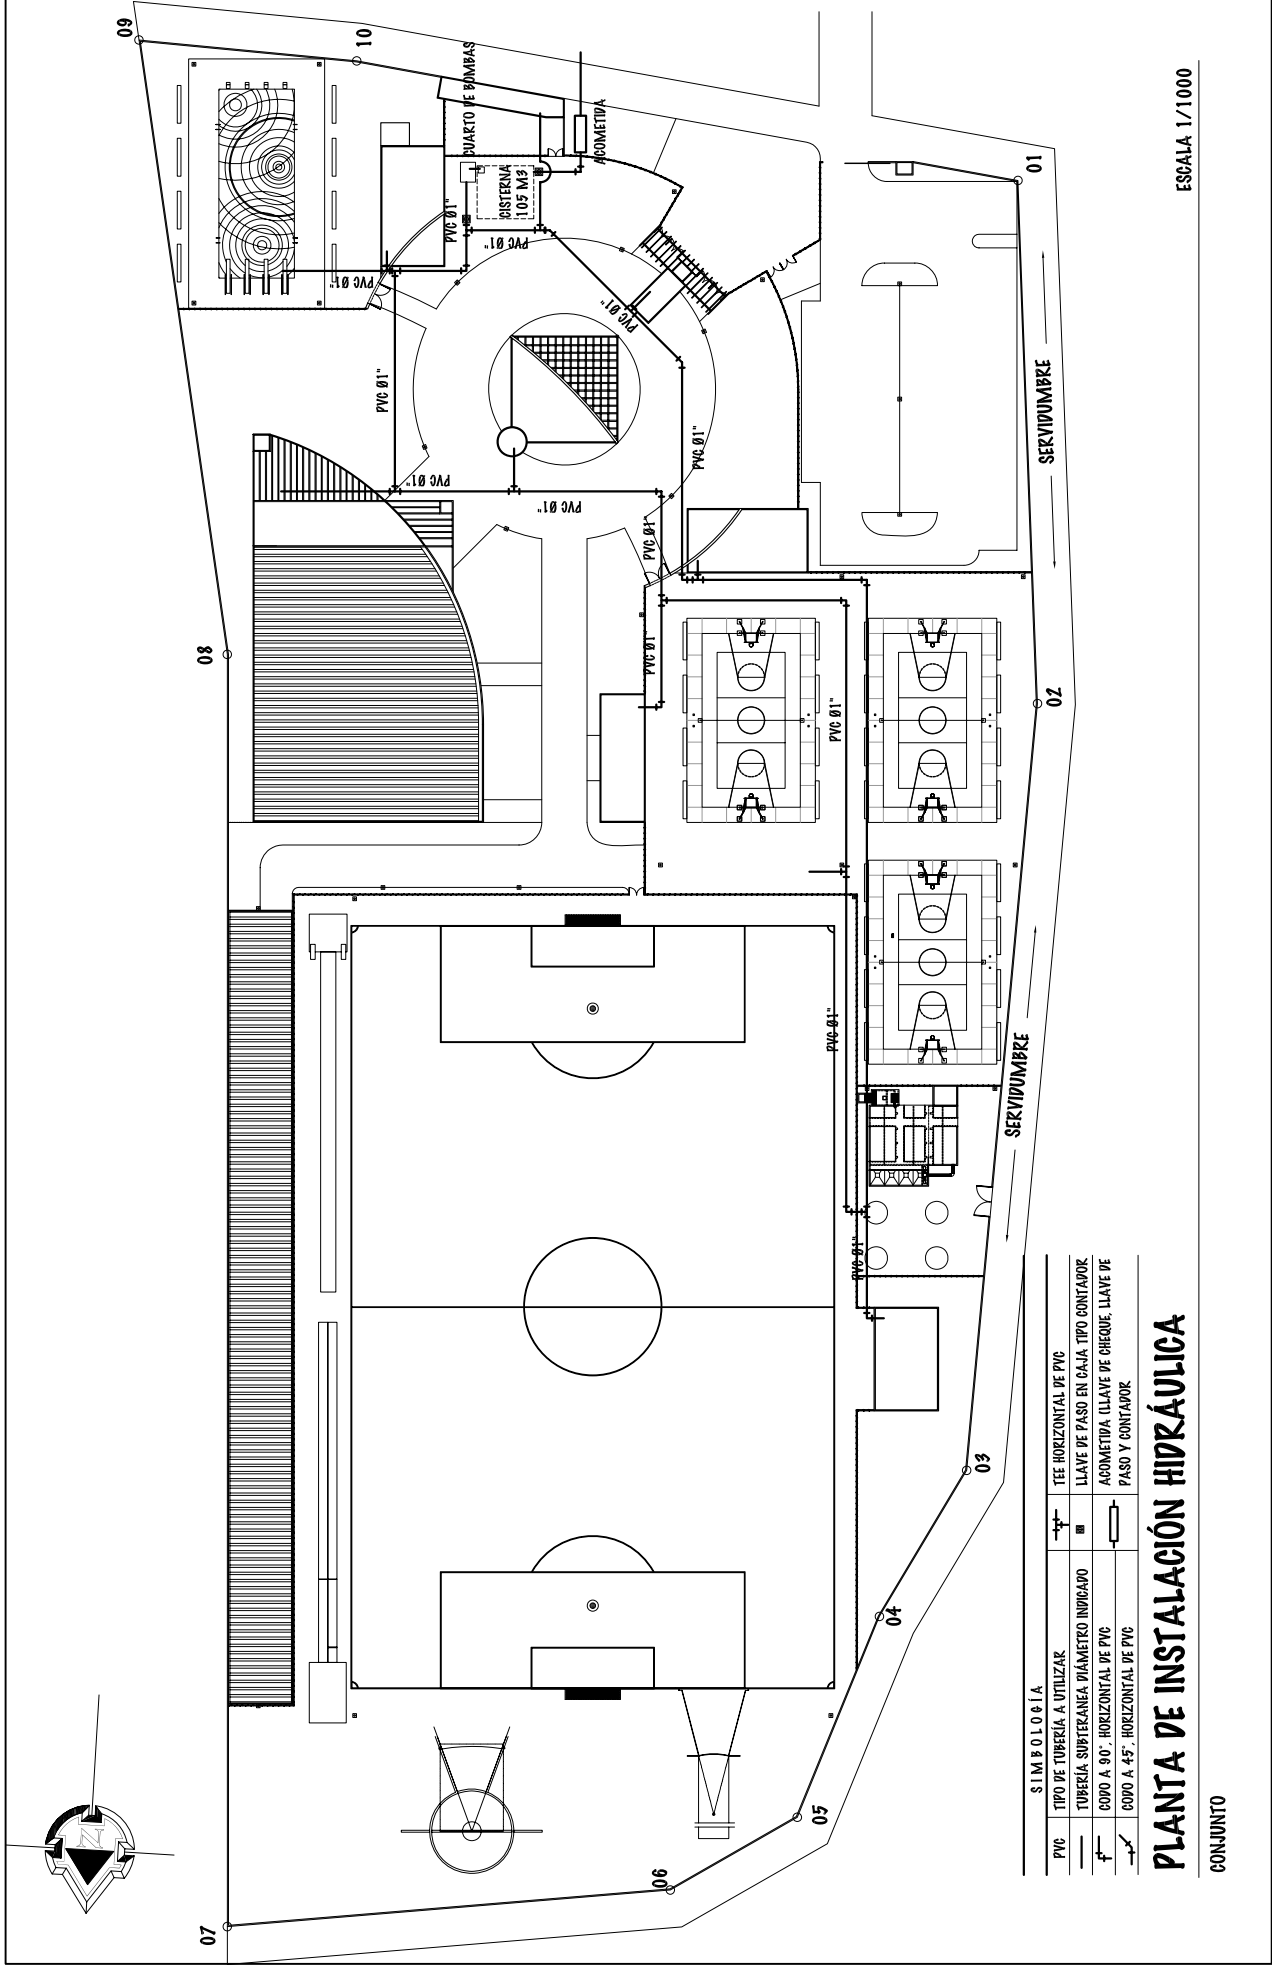 09
10
CUARTO DE BOMBAS
ACOMETIDA
CISTERNA
105 M3
PVC Ø1"
PVC Ø1"
PVC Ø1"
PVC Ø1"
PVC Ø1"
PVC Ø1"
PVC Ø1"
PVC Ø1"
PVC Ø1"
PVC Ø1"
PVC Ø1"
PVC Ø1"
PVC Ø1"
01
ESCALA 1/1000
SERVIDUMBRE
08
02
SERVIDUMBRE
03
04
05
06
07
N
SIMBOLOGÍA
PVC TIPO DE TUBERÍA A UTILIZAR
TUBERÍA SUBTERANEA DIÁMETRO INDICADO
CODO A 90°, HORIZONTAL DE PVC
CODO A 45°, HORIZONTAL DE PVC
TEE HORIZONTAL DE PVC
LLAVE DE PASO EN CAJA TIPO CONTADOR
ACOMETIDA (LLAVE DE CHEQUE, LLAVE DE
PASO Y CONTADOR
PLANTA DE INSTALACIÓN HIDRÁULICA
CONJUNTO